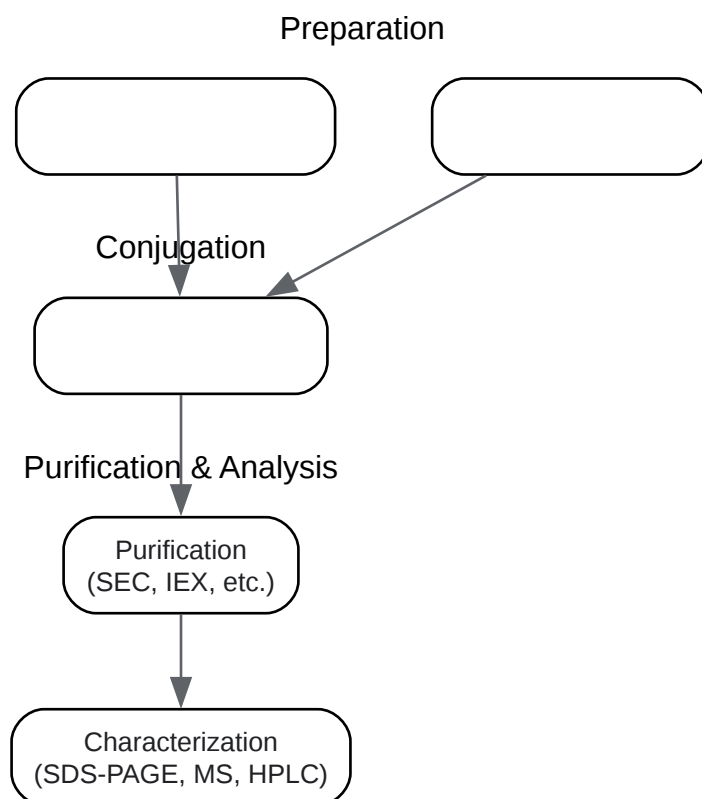 Preparation
Conjugation
Purification & Analysis
Purification
(SEC, IEX, etc.)
Characterization
(SDS-PAGE, MS, HPLC)